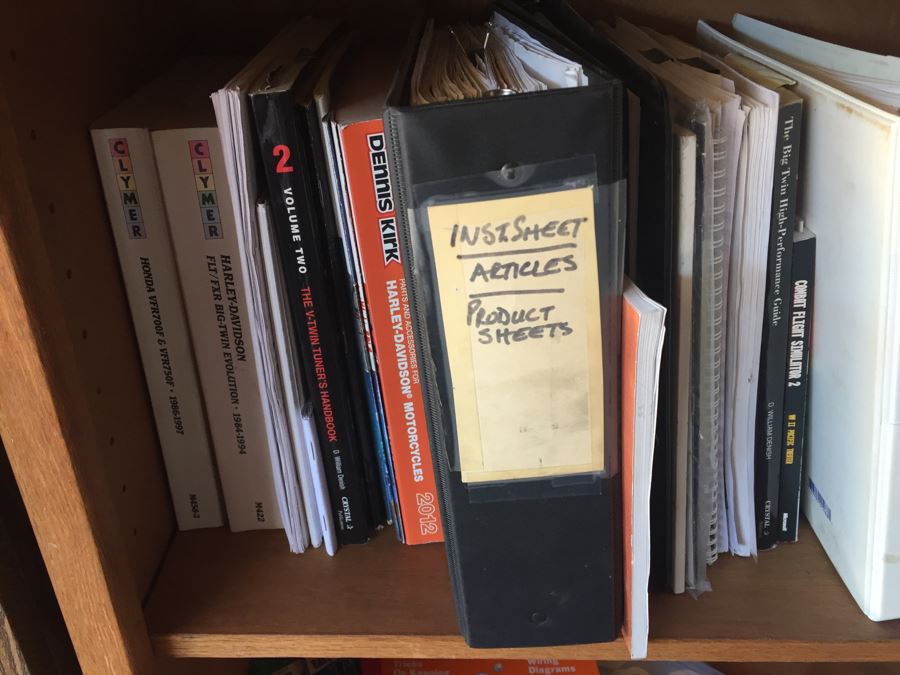 CLYMER
HONDA VFR700F & VFR750F • 1986-1997
M458-2
CLYMER
HARLEY-DAVIDSON
FLT/FXR BIG-TWIN EVOLUTION • 1984-1994
M422
2
VOLUME TWO
THE V-TWIN TUNER'S HANDBOOK
D. William Denish
CRYSTAL
DENNIS KIRK
PARTS AND ACCESSORIES FOR
HARLEY-DAVIDSON® MOTORCYCLES
2012
INST SHEET
ARTICLES
PRODUCT
SHEETS
The Big Twin High-Performance Guide
D. WILLIAM DENISH
CRYSTAL
COMBAT FLIGHT SIMULATOR 2
WW II PACIFIC THEATER
Microsoft
Wiring
Diagrams